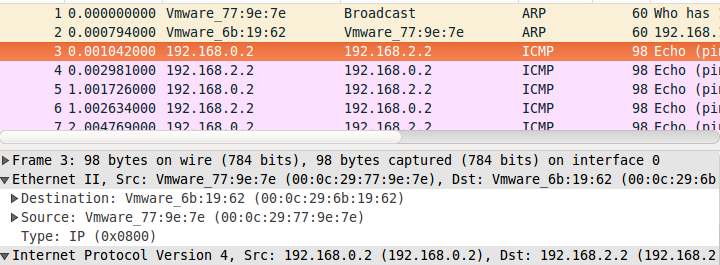 1 0.000000000 Vmware_77:9e:7e Broadcast ARP 60 Who has
2 0.000794000 Vmware_6b:19:62 Vmware_77:9e:7e ARP 60 192.168.
3 0.001042000 192.168.0.2 192.168.2.2 ICMP 98 Echo (pin
4 0.002981000 192.168.2.2 192.168.0.2 ICMP 98 Echo (pin
5 1.001726000 192.168.0.2 192.168.2.2 ICMP 98 Echo (pin
6 1.002634000 192.168.2.2 192.168.0.2 ICMP 98 Echo (pin
7 2.004769000 192.168.0.2 192.168.2.2 ICMP 98 Echo (pin
Frame 3: 98 bytes on wire (784 bits), 98 bytes captured (784 bits) on interface 0
Ethernet II, Src: Vmware_77:9e:7e (00:0c:29:77:9e:7e), Dst: Vmware_6b:19:62 (00:0c:29:6b
Destination: Vmware_6b:19:62 (00:0c:29:6b:19:62)
Source: Vmware_77:9e:7e (00:0c:29:77:9e:7e)
Type: IP (0x0800)
Internet Protocol Version 4, Src: 192.168.0.2 (192.168.0.2), Dst: 192.168.2.2 (192.168.2